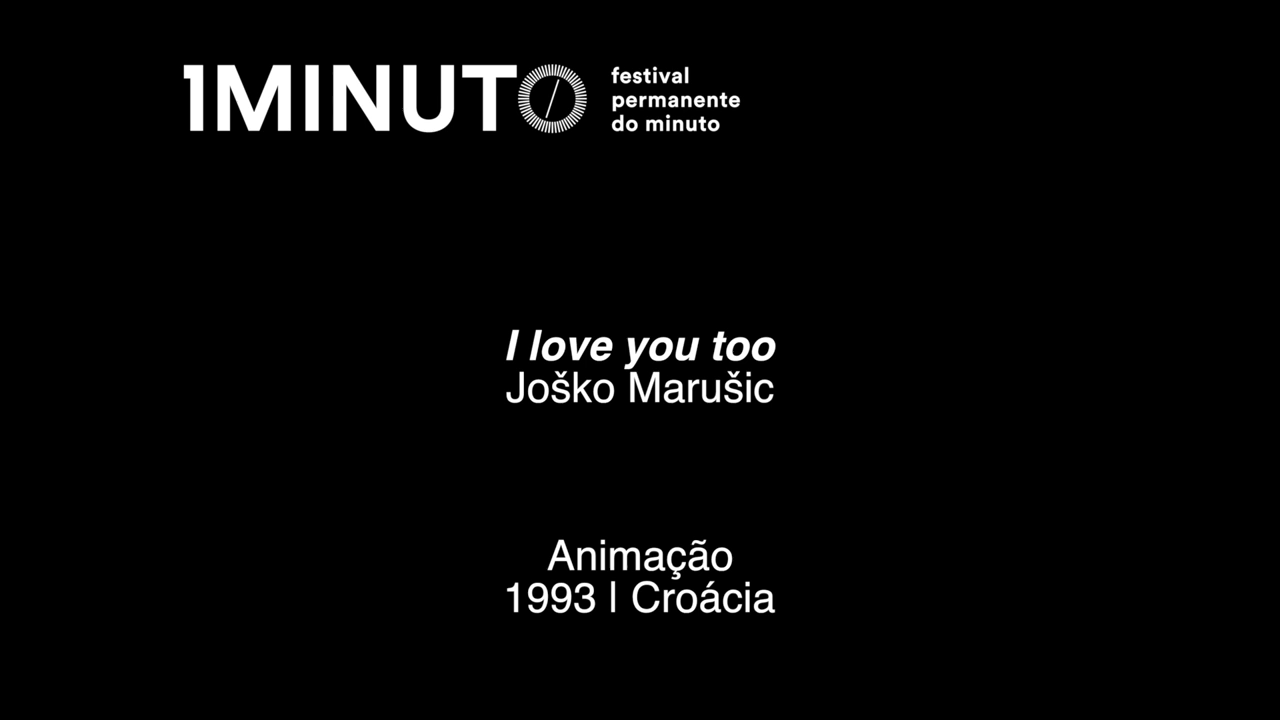 1MINUTO
festival
permanente
do minuto
I love you too
Joško Marušic
Animação
1993 | Croácia